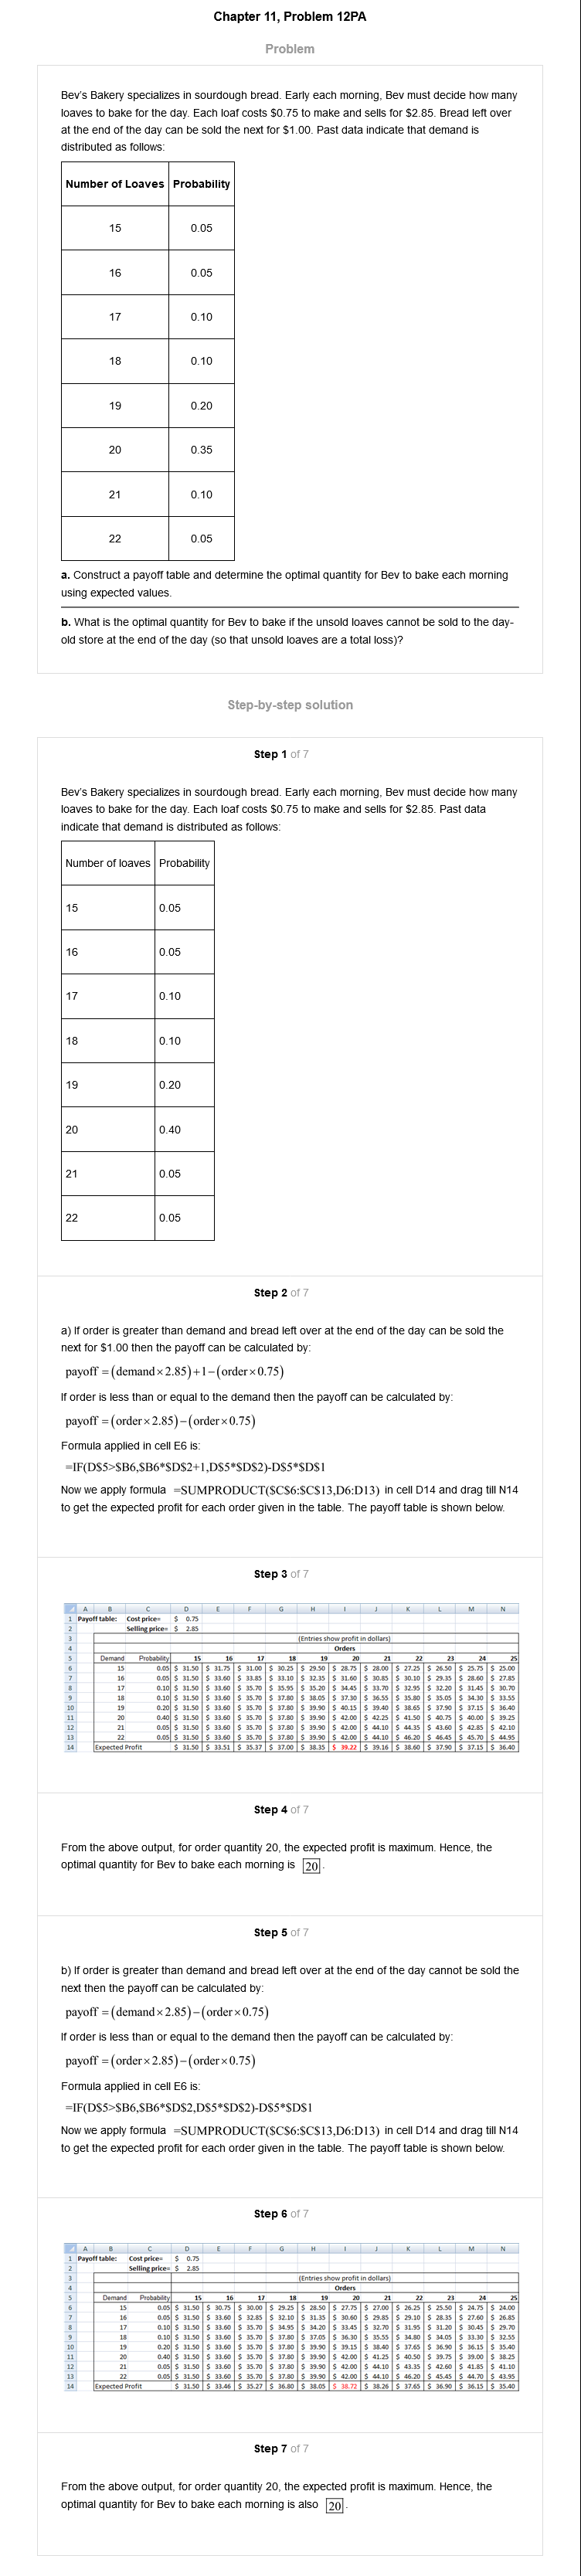 Chapter 11, Problem 12PA
Problem
Bev's Bakery specializes in sourdough bread. Early each morning, Bev must decide how many
loaves to bake for the day. Each loaf costs $0.75 to make and sells for $2.85. Bread left over
at the end of the day can be sold the next for $1.00. Past data indicate that demand is
distributed as follows:
Number of Loaves Probability
15 0.05
16 0.05
17 0.10
18 0.10
19 0.20
20 0.35
21 0.10
22 0.05
a. Construct a payoff table and determine the optimal quantity for Bev to bake each morning
using expected values.
b. What is the optimal quantity for Bev to bake if the unsold loaves cannot be sold to the day-
old store at the end of the day (so that unsold loaves are a total loss)?
Step-by-step solution
Step 1 of 7
Bev's Bakery specializes in sourdough bread. Early each morning, Bev must decide how many
loaves to bake for the day. Each loaf costs $0.75 to make and sells for $2.85. Past data
indicate that demand is distributed as follows:
Number of loaves Probability
15 0.05
16 0.05
17 0.10
18 0.10
19 0.20
20 0.40
21 0.05
22 0.05
Step 2 of 7
a) If order is greater than demand and bread left over at the end of the day can be sold the
next for $1.00 then the payoff can be calculated by:
payoff = (demand×2.85)+1−(order×0.75)
If order is less than or equal to the demand then the payoff can be calculated by:
payoff = (order×2.85)−(order×0.75)
Formula applied in cell E6 is:
=IF(D$5>$B6,$B6*$D$2+1,D$5*$D$2)-D$5*$D$1
Now we apply formula =SUMPRODUCT($C$6:$C$13,D6:D13) in cell D14 and drag till N14
to get the expected profit for each order given in the table. The payoff table is shown below.
Step 3 of 7
A B C D E F G H I J K L M N
1 Payoff table: Cost price= $ 0.75
2 Selling price= $ 2.85
3 (Entries show profit in dollars)
4 Orders
5 Demand Probability 15 16 17 18 19 20 21 22 23 24 25
6 15 0.05 $ 31.50 $ 31.75 $ 31.00 $ 30.25 $ 29.50 $ 28.75 $ 28.00 $ 27.25 $ 26.50 $ 25.75 $ 25.00
7 16 0.05 $ 31.50 $ 33.60 $ 33.85 $ 33.10 $ 32.35 $ 31.60 $ 30.85 $ 30.10 $ 29.35 $ 28.60 $ 27.85
8 17 0.10 $ 31.50 $ 33.60 $ 35.70 $ 35.95 $ 35.20 $ 34.45 $ 33.70 $ 32.95 $ 32.20 $ 31.45 $ 30.70
9 18 0.10 $ 31.50 $ 33.60 $ 35.70 $ 37.80 $ 38.05 $ 37.30 $ 36.55 $ 35.80 $ 35.05 $ 34.30 $ 33.55
10 19 0.20 $ 31.50 $ 33.60 $ 35.70 $ 37.80 $ 39.90 $ 40.15 $ 39.40 $ 38.65 $ 37.90 $ 37.15 $ 36.40
11 20 0.40 $ 31.50 $ 33.60 $ 35.70 $ 37.80 $ 39.90 $ 42.00 $ 42.25 $ 41.50 $ 40.75 $ 40.00 $ 39.25
12 21 0.05 $ 31.50 $ 33.60 $ 35.70 $ 37.80 $ 39.90 $ 42.00 $ 44.10 $ 44.35 $ 43.60 $ 42.85 $ 42.10
13 22 0.05 $ 31.50 $ 33.60 $ 35.70 $ 37.80 $ 39.90 $ 42.00 $ 44.10 $ 46.20 $ 46.45 $ 45.70 $ 44.95
14 Expected Profit $ 31.50 $ 33.51 $ 35.37 $ 37.00 $ 38.35 $ 39.22 $ 39.16 $ 38.60 $ 37.90 $ 37.15 $ 36.40
Step 4 of 7
From the above output, for order quantity 20, the expected profit is maximum. Hence, the
optimal quantity for Bev to bake each morning is 20.
Step 5 of 7
b) If order is greater than demand and bread left over at the end of the day cannot be sold the
next then the payoff can be calculated by:
payoff = (demand×2.85)−(order×0.75)
If order is less than or equal to the demand then the payoff can be calculated by:
payoff = (order×2.85)−(order×0.75)
Formula applied in cell E6 is:
=IF(D$5>$B6,$B6*$D$2,D$5*$D$2)-D$5*$D$1
Now we apply formula =SUMPRODUCT($C$6:$C$13,D6:D13) in cell D14 and drag till N14
to get the expected profit for each order given in the table. The payoff table is shown below.
Step 6 of 7
A B C D E F G H I J K L M N
1 Payoff table: Cost price= $ 0.75
2 Selling price= $ 2.85
3 (Entries show profit in dollars)
4 Orders
5 Demand Probability 15 16 17 18 19 20 21 22 23 24 25
6 15 0.05 $ 31.50 $ 30.75 $ 30.00 $ 29.25 $ 28.50 $ 27.75 $ 27.00 $ 26.25 $ 25.50 $ 24.75 $ 24.00
7 16 0.05 $ 31.50 $ 33.60 $ 32.85 $ 32.10 $ 31.35 $ 30.60 $ 29.85 $ 29.10 $ 28.35 $ 27.60 $ 26.85
8 17 0.10 $ 31.50 $ 33.60 $ 35.70 $ 34.95 $ 34.20 $ 33.45 $ 32.70 $ 31.95 $ 31.20 $ 30.45 $ 29.70
9 18 0.10 $ 31.50 $ 33.60 $ 35.70 $ 37.80 $ 37.05 $ 36.30 $ 35.55 $ 34.80 $ 34.05 $ 33.30 $ 32.55
10 19 0.20 $ 31.50 $ 33.60 $ 35.70 $ 37.80 $ 39.90 $ 39.15 $ 38.40 $ 37.65 $ 36.90 $ 36.15 $ 35.40
11 20 0.40 $ 31.50 $ 33.60 $ 35.70 $ 37.80 $ 39.90 $ 42.00 $ 41.25 $ 40.50 $ 39.75 $ 39.00 $ 38.25
12 21 0.05 $ 31.50 $ 33.60 $ 35.70 $ 37.80 $ 39.90 $ 42.00 $ 44.10 $ 43.35 $ 42.60 $ 41.85 $ 41.10
13 22 0.05 $ 31.50 $ 33.60 $ 35.70 $ 37.80 $ 39.90 $ 42.00 $ 44.10 $ 46.20 $ 45.45 $ 44.70 $ 43.95
14 Expected Profit $ 31.50 $ 33.46 $ 35.27 $ 36.80 $ 38.05 $ 38.72 $ 38.26 $ 37.65 $ 36.90 $ 36.15 $ 35.40
Step 7 of 7
From the above output, for order quantity 20, the expected profit is maximum. Hence, the
optimal quantity for Bev to bake each morning is also 20.